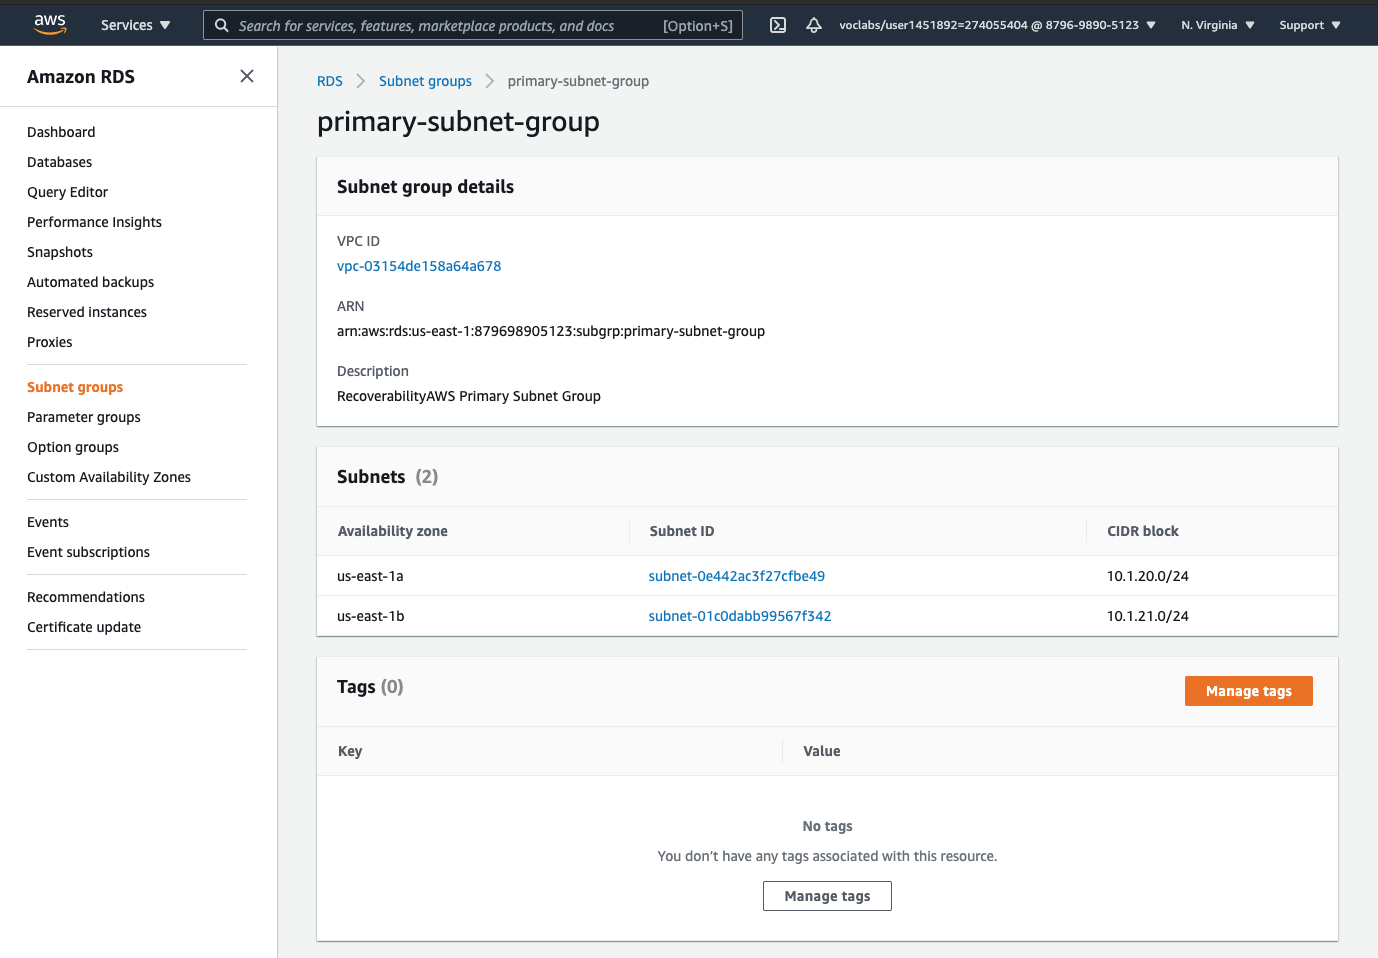 aws
Services
Search for services, features, marketplace products, and docs [Option+S]
voclabs/user1451892=274055404 @ 8796-9890-5123
N. Virginia
Support
Amazon RDS
Dashboard
Databases
Query Editor
Performance Insights
Snapshots
Automated backups
Reserved instances
Proxies
Subnet groups
Parameter groups
Option groups
Custom Availability Zones
Events
Event subscriptions
Recommendations
Certificate update
RDS > Subnet groups > primary-subnet-group
primary-subnet-group
Subnet group details
VPC ID
vpc-03154de158a64a678
ARN
arn:aws:rds:us-east-1:879698905123:subgrp:primary-subnet-group
Description
RecoverabilityAWS Primary Subnet Group
Subnets (2)
Availability zone Subnet ID CIDR block
us-east-1a subnet-0e442ac3f27cfbe49 10.1.20.0/24
us-east-1b subnet-01c0dabb99567f342 10.1.21.0/24
Tags (0)
Manage tags
Key Value
No tags
You don't have any tags associated with this resource.
Manage tags